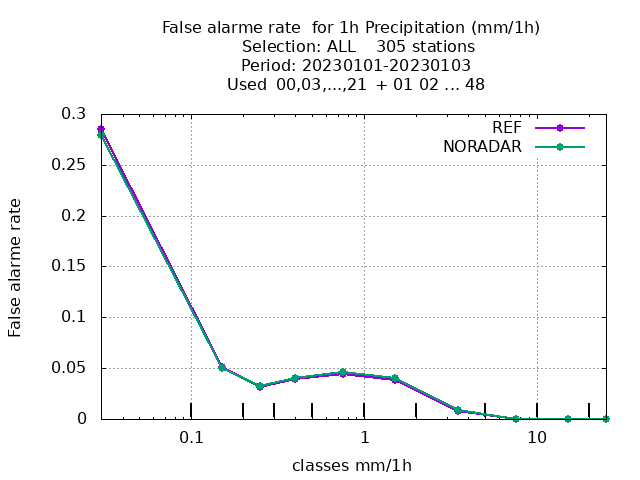 False alarme rate  for 1h Precipitation (mm/1h)
Selection: ALL    305 stations
Period: 20230101-20230103
Used  00,03,...,21  + 01 02 ... 48
REF
NORADAR
0.3
0.25
0.2
0.15
0.1
0.05
0
False alarme rate
0.1
1
10
classes mm/1h